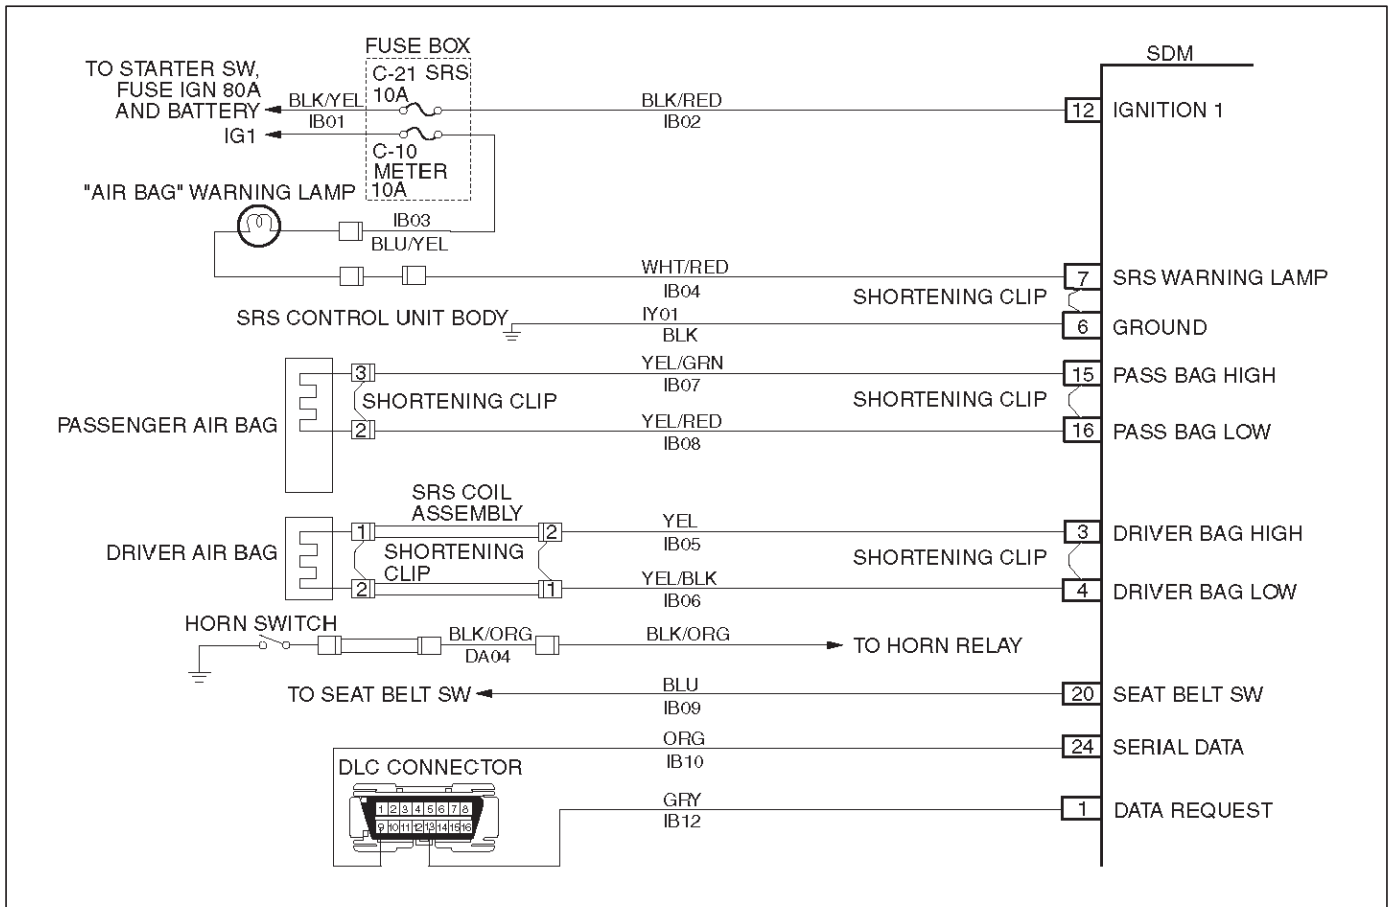 FUSE BOX
SDM
TO STARTER SW,
FUSE IGN 80A
AND BATTERY
C-21 SRS
10A
BLK/YEL
IB01
BLK/RED
IB02
12 IGNITION 1
IG1
C-10
METER
10A
"AIR BAG" WARNING LAMP
IB03
BLU/YEL
WHT/RED
IB04
7 SRS WARNING LAMP
SHORTENING CLIP
SRS CONTROL UNIT BODY
IY01
BLK
6 GROUND
PASSENGER AIR BAG
3
YEL/GRN
IB07
15 PASS BAG HIGH
SHORTENING CLIP
SHORTENING CLIP
2
YEL/RED
IB08
16 PASS BAG LOW
SRS COIL
ASSEMBLY
DRIVER AIR BAG
1
2
YEL
IB05
3 DRIVER BAG HIGH
SHORTENING
CLIP
SHORTENING CLIP
2
1
YEL/BLK
IB06
4 DRIVER BAG LOW
HORN SWITCH
BLK/ORG
DA04
BLK/ORG
TO HORN RELAY
TO SEAT BELT SW
BLU
IB09
20 SEAT BELT SW
ORG
IB10
24 SERIAL DATA
DLC CONNECTOR
1 2 3 4 5 6 7 8
9 10 11 12 13 14 15 16
GRY
IB12
1 DATA REQUEST